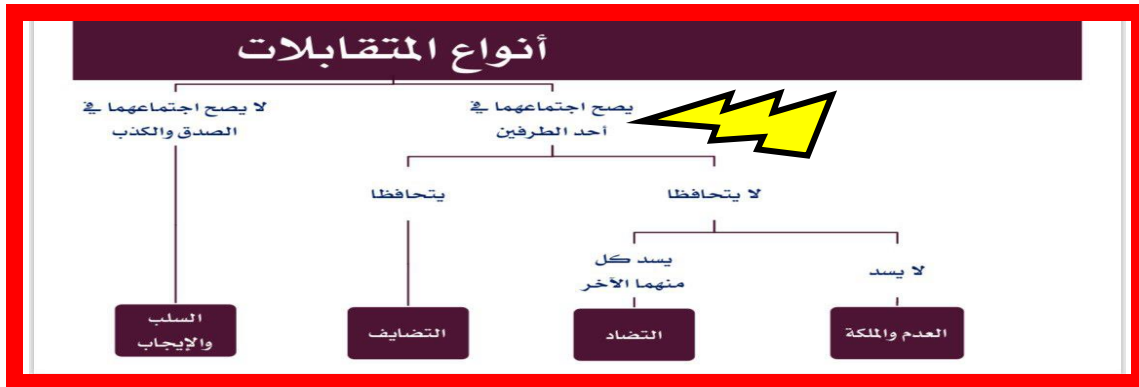 أنواع المتقابلات
يصح اجتماعهما في
أحد الطرفين
لا يصح اجتماعهما في
الصدق والكذب
لا يتحافظا
يتحافظا
لا يسد
يسد كل
منهما الآخر
العدم والملكة
التضاد
التضايف
السلب
والإيجاب